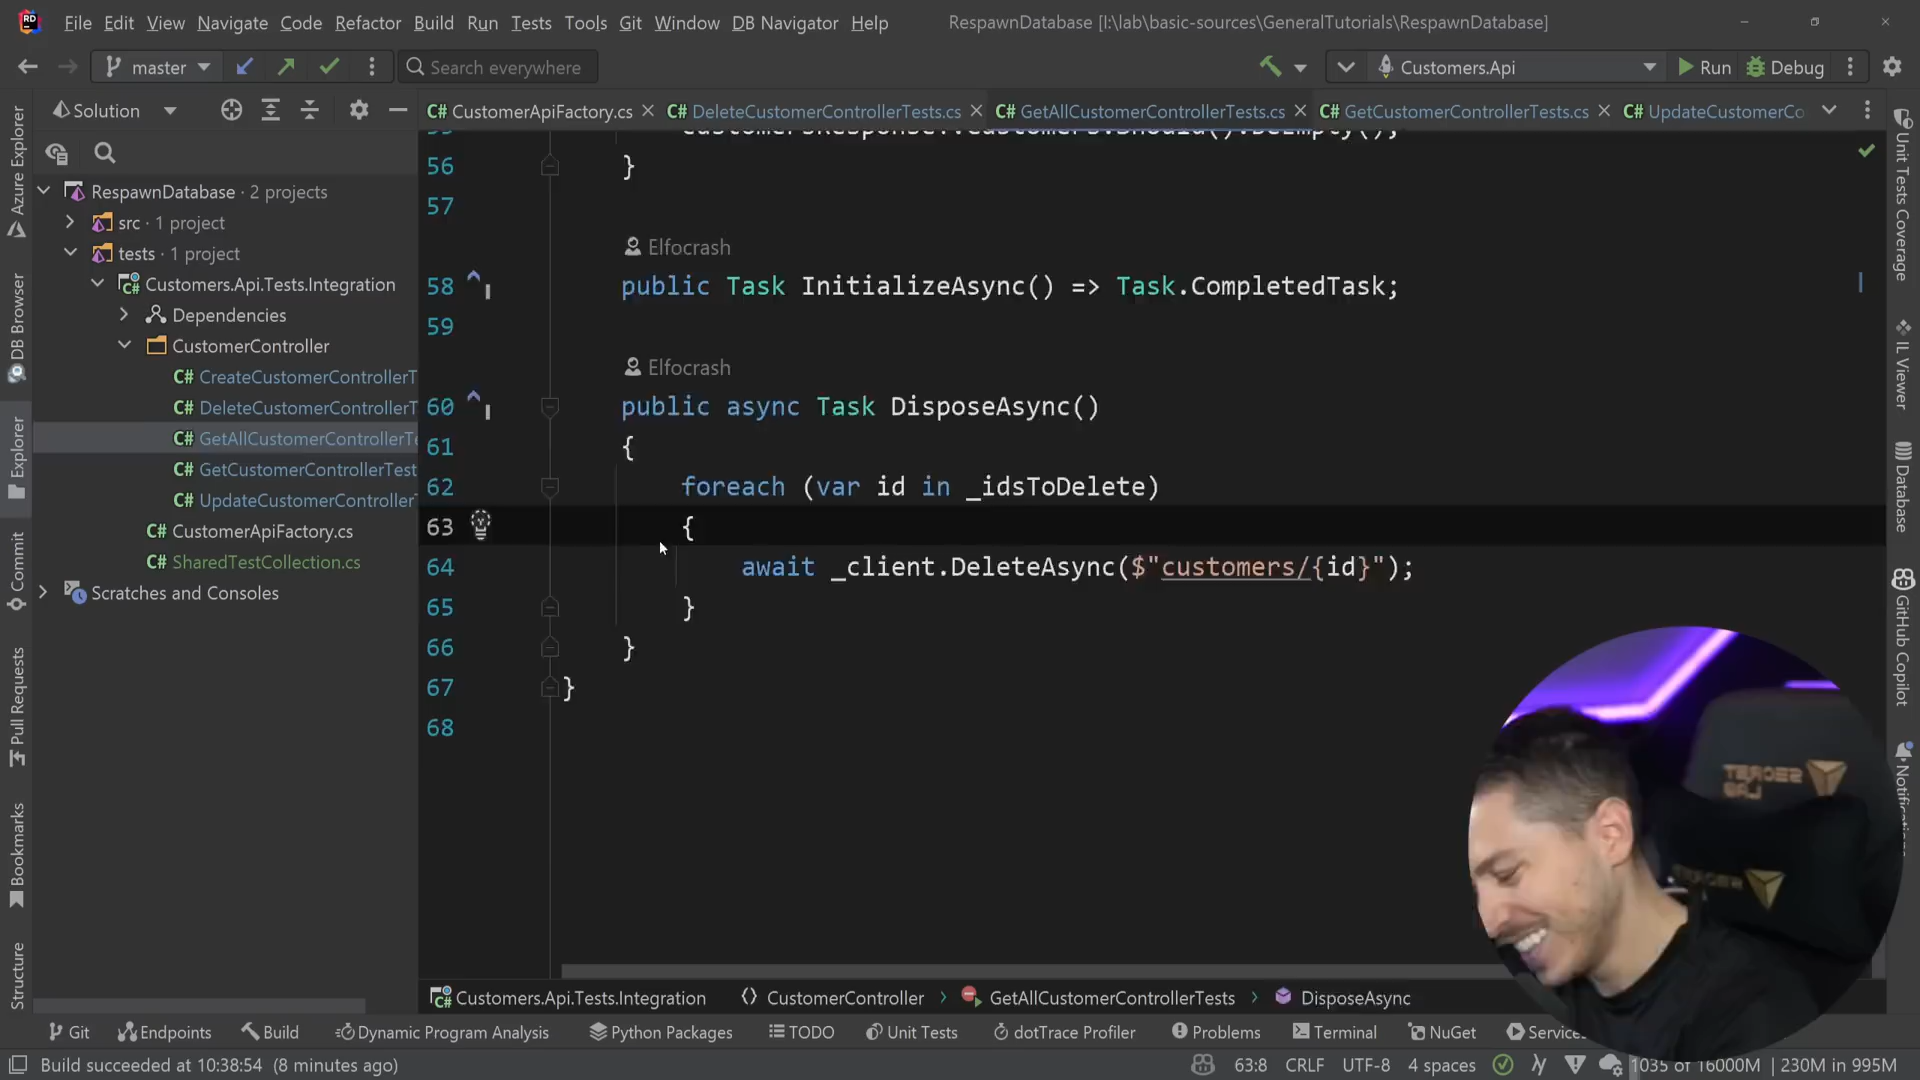 File Edit View Navigate Code Refactor Build Run Tests Tools Git Window DB Navigator Help RespawnDatabase [I:\lab\basic-sources\GeneralTutorials\RespawnDatabase]
master Search everywhere Customers.Api Run Debug
Solution
CustomerApiFactory.cs DeleteCustomerControllerTests.cs GetAllCustomerControllerTests.cs GetCustomerControllerTests.cs UpdateCustomerCo
RespawnDatabase · 2 projects
src · 1 project
tests · 1 project
Customers.Api.Tests.Integration
Dependencies
CustomerController
C# CreateCustomerControllerT
C# DeleteCustomerControllerT
C# GetAllCustomerControllerTe
C# GetCustomerControllerTest
C# UpdateCustomerControllerT
C# CustomerApiFactory.cs
C# SharedTestCollection.cs
Scratches and Consoles
Azure Explorer
DB Browser
Explorer
Commit
Pull Requests
Bookmarks
Structure
56 }
57
Elfocrash
58 public Task InitializeAsync() => Task.CompletedTask;
59
Elfocrash
60 public async Task DisposeAsync()
61 {
62 foreach (var id in _idsToDelete)
63 {
64 await _client.DeleteAsync($"customers/{id}");
65 }
66 }
67 }
68
Unit Tests Coverage
IL Viewer
Database
GitHub Copilot
Notifications
Customers.Api.Tests.Integration CustomerController GetAllCustomerControllerTests DisposeAsync
Git Endpoints Build Dynamic Program Analysis Python Packages TODO Unit Tests dotTrace Profiler Problems Terminal NuGet Services
Build succeeded at 10:38:54 (8 minutes ago) 63:8 CRLF UTF-8 4 spaces 1035 of 16000M 230M in 995M